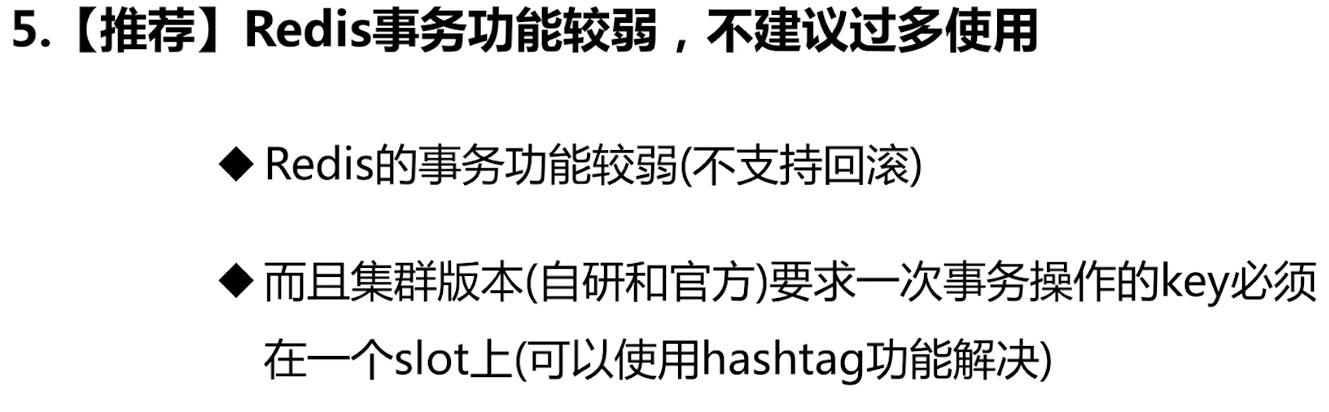 5.【推荐】Redis事务功能较弱，不建议过多使用
◆ Redis的事务功能较弱(不支持回滚)
◆ 而且集群版本(自研和官方)要求一次事务操作的key必须
在一个slot上(可以使用hashtag功能解决)